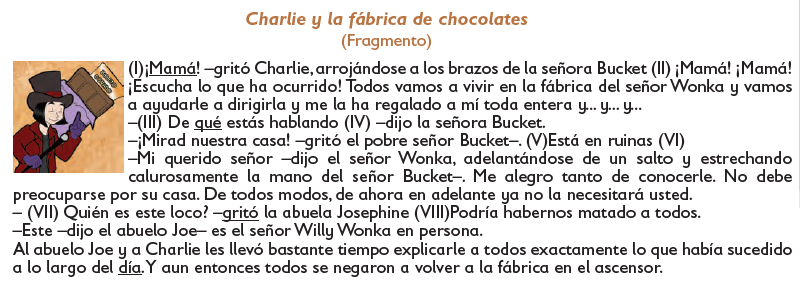 Charlie y la fábrica de chocolates
(Fragmento)
(I)¡Mamá! –gritó Charlie, arrojándose a los brazos de la señora Bucket (II) ¡Mamá! ¡Mamá!
¡Escucha lo que ha ocurrido! Todos vamos a vivir en la fábrica del señor Wonka y vamos
a ayudarle a dirigirla y me la ha regalado a mí toda entera y... y... y...
–(III) De qué estás hablando (IV) –dijo la señora Bucket.
–¡Mirad nuestra casa! –gritó el pobre señor Bucket–. (V)Está en ruinas (VI)
–Mi querido señor –dijo el señor Wonka, adelantándose de un salto y estrechando
calurosamente la mano del señor Bucket–. Me alegro tanto de conocerle. No debe
preocuparse por su casa. De todos modos, de ahora en adelante ya no la necesitará usted.
– (VII) Quién es este loco? –gritó la abuela Josephine (VIII)Podría habernos matado a todos.
–Este –dijo el abuelo Joe– es el señor Willy Wonka en persona.
Al abuelo Joe y a Charlie les llevó bastante tiempo explicarle a todos exactamente lo que había sucedido
a lo largo del día. Y aun entonces todos se negaron a volver a la fábrica en el ascensor.